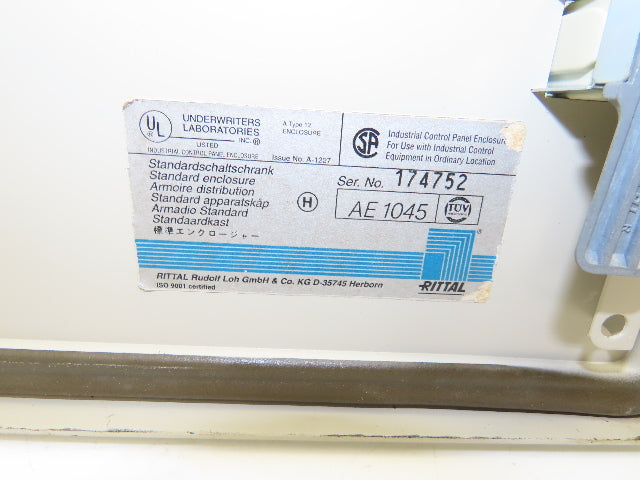 UL
UNDERWRITERS
LABORATORIES
INC.®
A Type 12
ENCLOSURE
LISTED
INDUSTRIAL CONTROL PANEL ENCLOSURE
Issue No. A-1297
SA
Industrial Control Panel Enclosure
For Use with Industrial Control
Equipment in Ordinary Location
Standardschaltschrank
Standard enclosure
Armoire distribution
Standard apparatskåp
Armadio Standard
Standaardkast
標準エンクロージャー
H
Ser. No. 174752
AE 1045
TÜV
RITTAL Rudolf Loh GmbH & Co. KG D-35745 Herborn
ISO 9001 certified
RITTAL